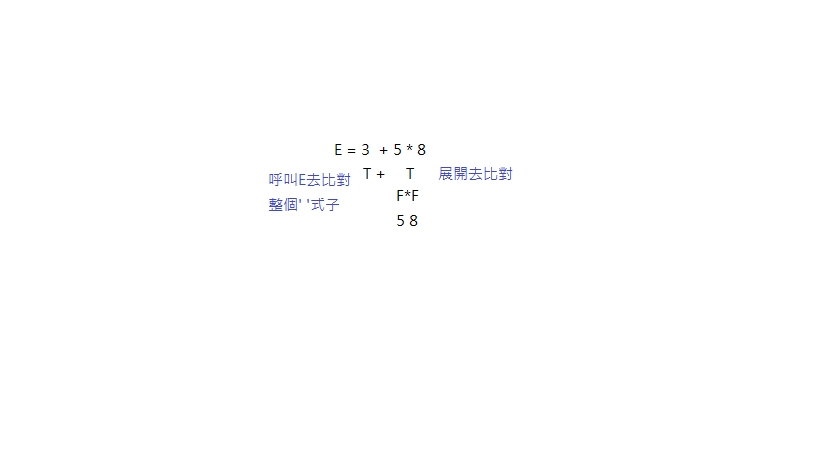 E = 3 + 5 * 8
呼叫E去比對 T + T 展開去比對
整個' '式子 F*F
5 8